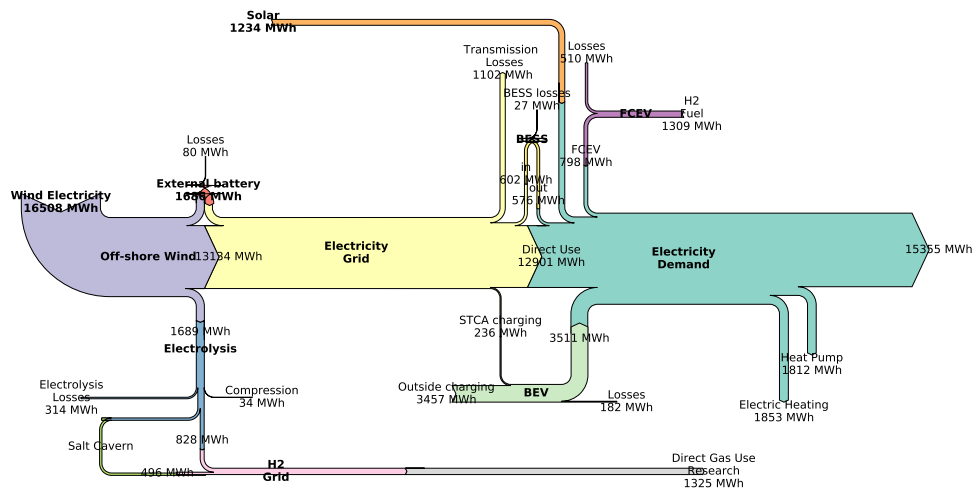 Solar
1234 MWh
Transmission
Losses
1102 MWh
Losses
510 MWh
BESS losses
27 MWh
H2
Fuel
1309 MWh
FCEV
BESS
Losses
80 MWh
FCEV
798 MWh
in
602 MWh
out
576 MWh
External battery
1686 MWh
Wind Electricity
16508 MWh
Off-shore Wind
13134 MWh
Electricity
Grid
Direct Use
12901 MWh
Electricity
Demand
15355 MWh
1689 MWh
Electrolysis
STCA charging
236 MWh
3511 MWh
Heat Pump
1812 MWh
Electrolysis
Losses
314 MWh
Compression
34 MWh
Outside charging
3457 MWh
BEV
Losses
182 MWh
Electric Heating
1853 MWh
Salt Cavern
828 MWh
496 MWh
H2
Grid
Direct Gas Use
Research
1325 MWh